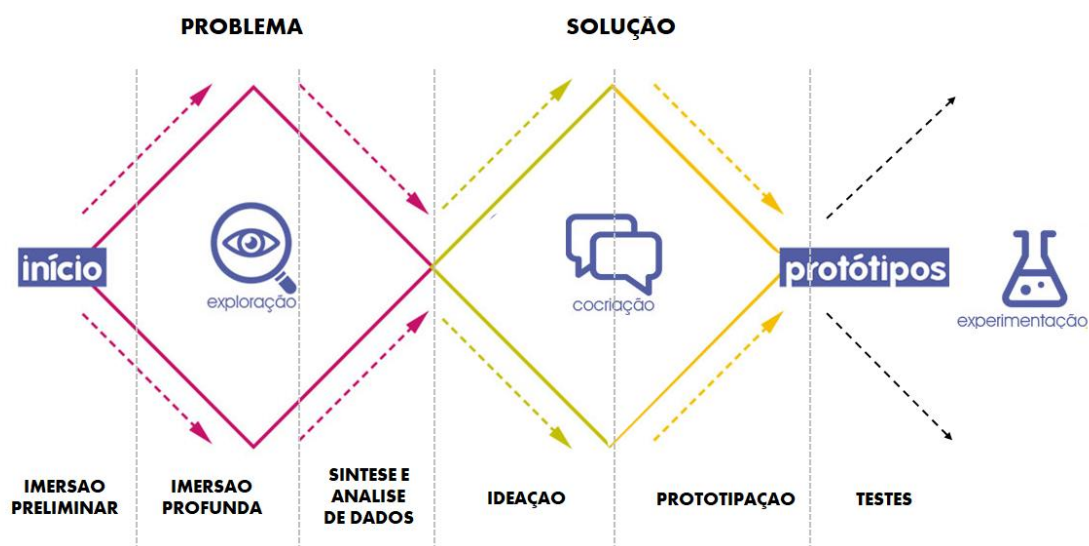 PROBLEMA
SOLUÇÃO
início
exploração
cocriação
protótipos
experimentação
IMERSAO
PRELIMINAR
IMERSAO
PROFUNDA
SINTESE E
ANALISE
DE DADOS
IDEAÇAO
PROTOTIPAÇAO
TESTES